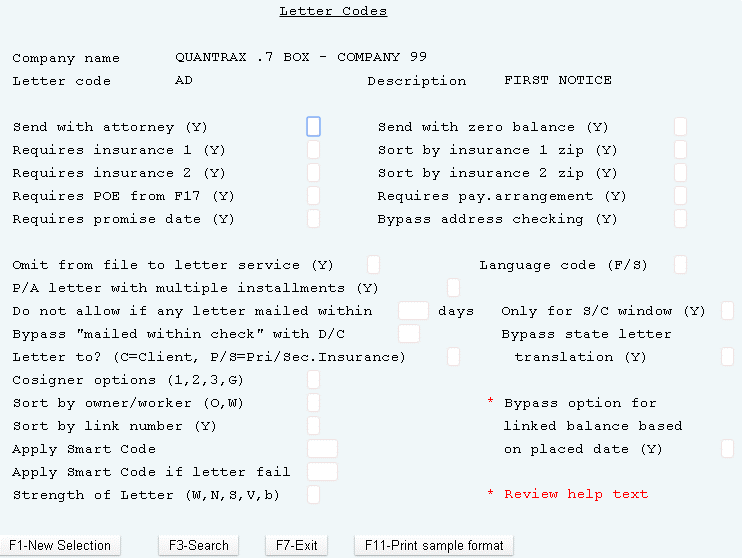 Letter Codes
Company name QUANTRAX .7 BOX - COMPANY 99
Letter code AD Description FIRST NOTICE
Send with attorney (Y) Send with zero balance (Y)
Requires insurance 1 (Y) Sort by insurance 1 zip (Y)
Requires insurance 2 (Y) Sort by insurance 2 zip (Y)
Requires POE from F17 (Y) Requires pay.arrangement (Y)
Requires promise date (Y) Bypass address checking (Y)
Omit from file to letter service (Y) Language code (F/S)
P/A letter with multiple installments (Y)
Do not allow if any letter mailed within days Only for S/C window (Y)
Bypass "mailed within check" with D/C Bypass state letter
Letter to? (C=Client, P/S=Pri/Sec.Insurance) translation (Y)
Cosigner options (1,2,3,G)
Sort by owner/worker (O,W) * Bypass option for
Sort by link number (Y) linked balance based
Apply Smart Code on placed date (Y)
Apply Smart Code if letter fail
Strength of Letter (W,N,S,V,b) * Review help text
F1-New Selection F3-Search F7-Exit F11-Print sample format